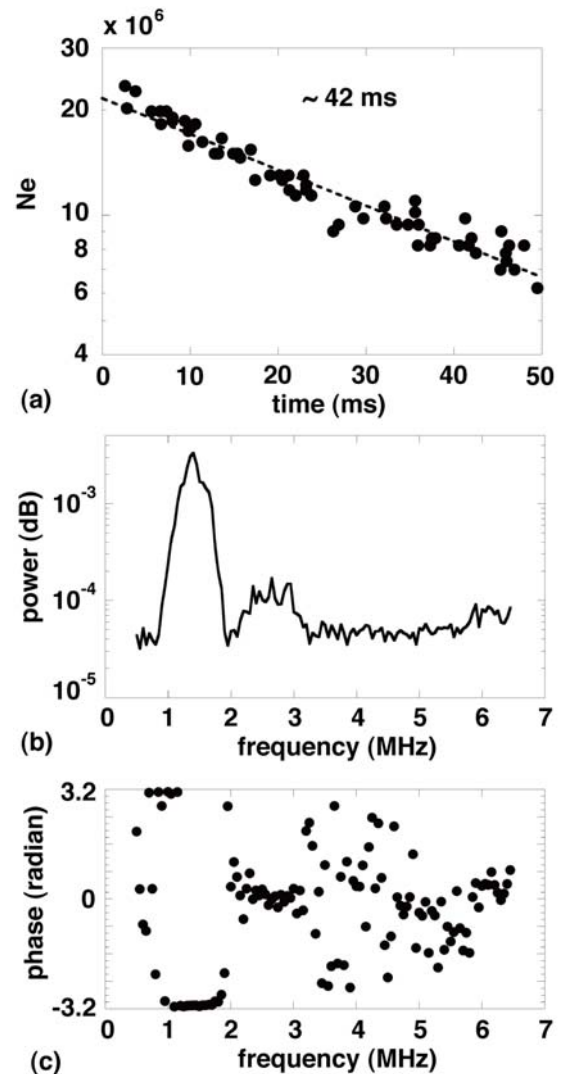 x 10⁶
30
20
~ 42 ms
Ne
10
8
6
4
0 10 20 30 40 50
(a) time (ms)
10⁻³
power (dB)
10⁻⁴
10⁻⁵
0 1 2 3 4 5 6 7
(b) frequency (MHz)
3.2
phase (radian)
0
-3.2
0 1 2 3 4 5 6 7
(c) frequency (MHz)